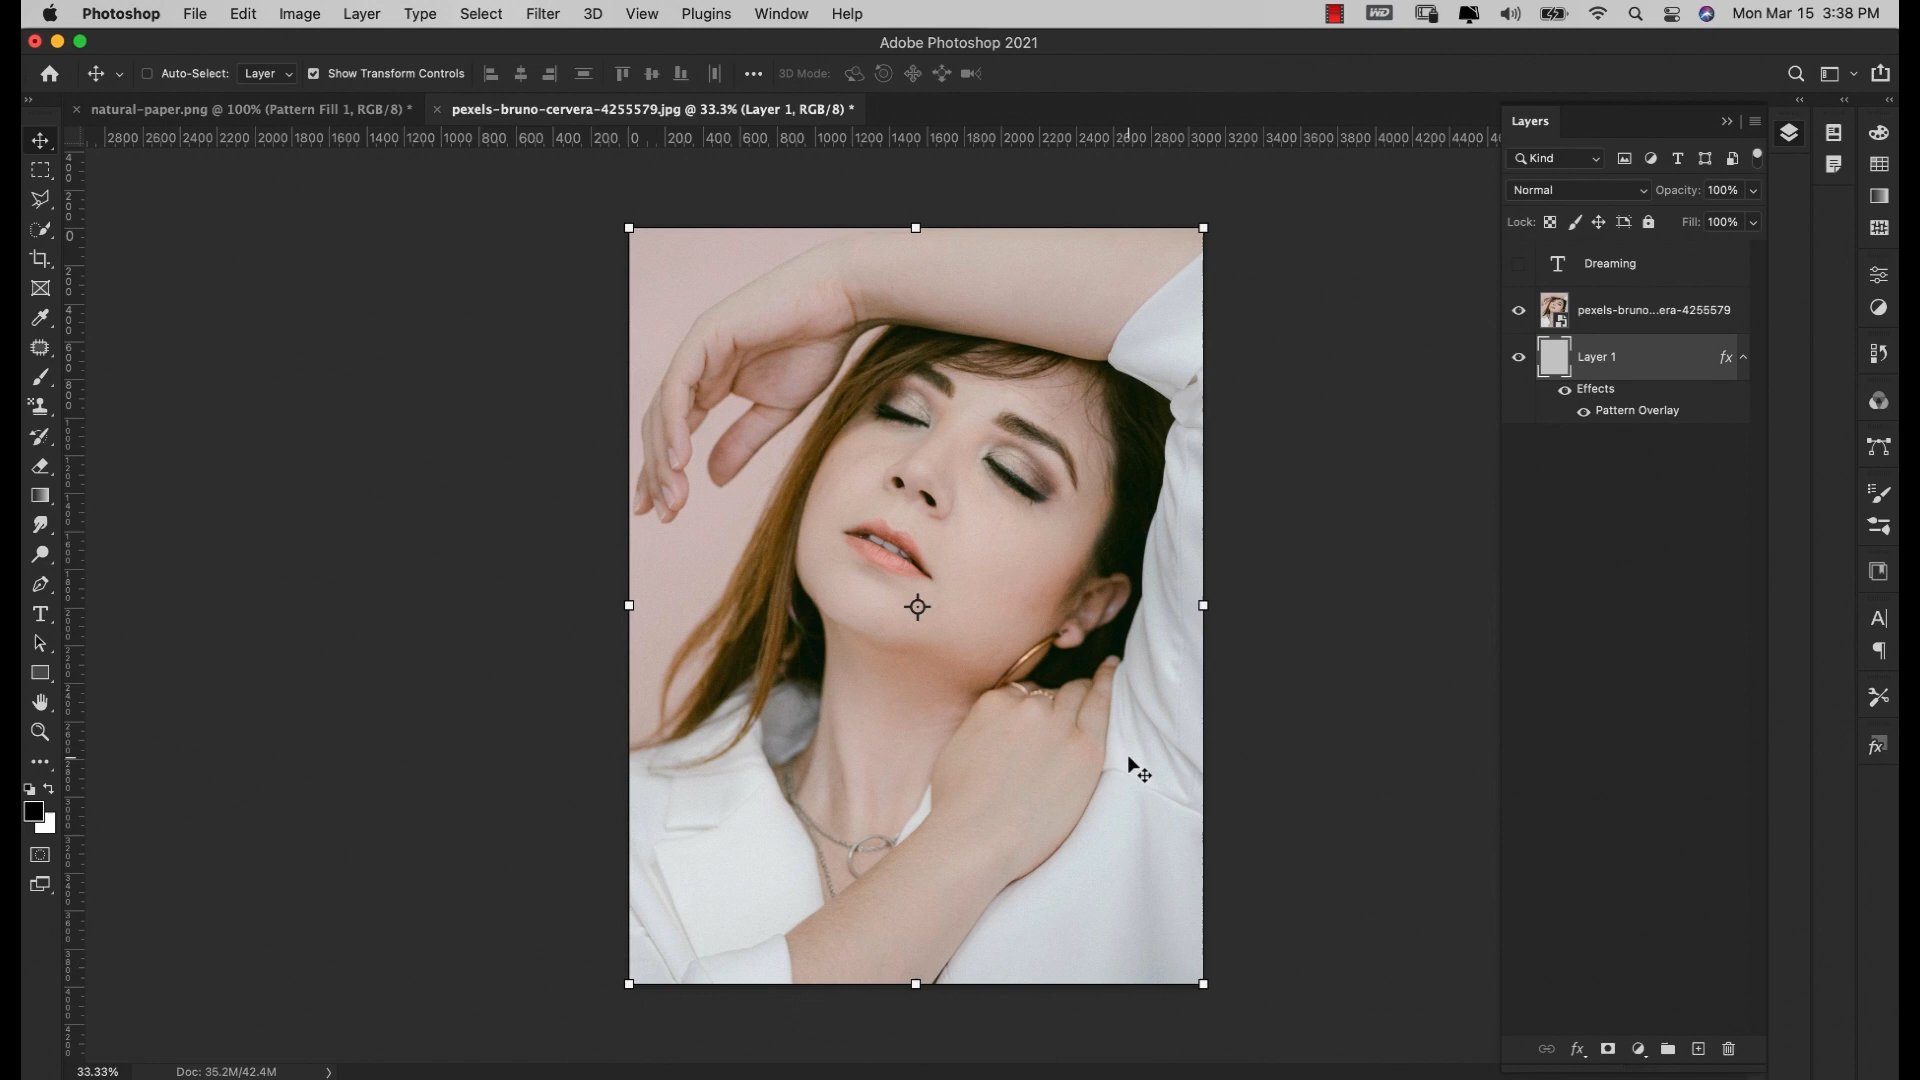 Photoshop File Edit Image Layer Type Select Filter 3D View Plugins Window Help Mon Mar 15 3:38 PM
Adobe Photoshop 2021
Auto-Select: Layer Show Transform Controls 3D Mode:
natural-paper.png @ 100% (Pattern Fill 1, RGB/8) * pexels-bruno-cervera-4255579.jpg @ 33.3% (Layer 1, RGB/8) *
2800 2600 2400 2200 2000 1800 1600 1400 1200 1000 800 600 400 200 0 200 400 600 800 1000 1200 1400 1600 1800 2000 2200 2400 2600 2800 3000 3200 3400 3600 3800 4000 4200 4400
Layers
Kind
Normal Opacity: 100%
Lock: Fill: 100%
Dreaming
pexels-bruno...era-4255579
Layer 1 fx
Effects
Pattern Overlay
33.33% Doc: 35.2M/42.4M